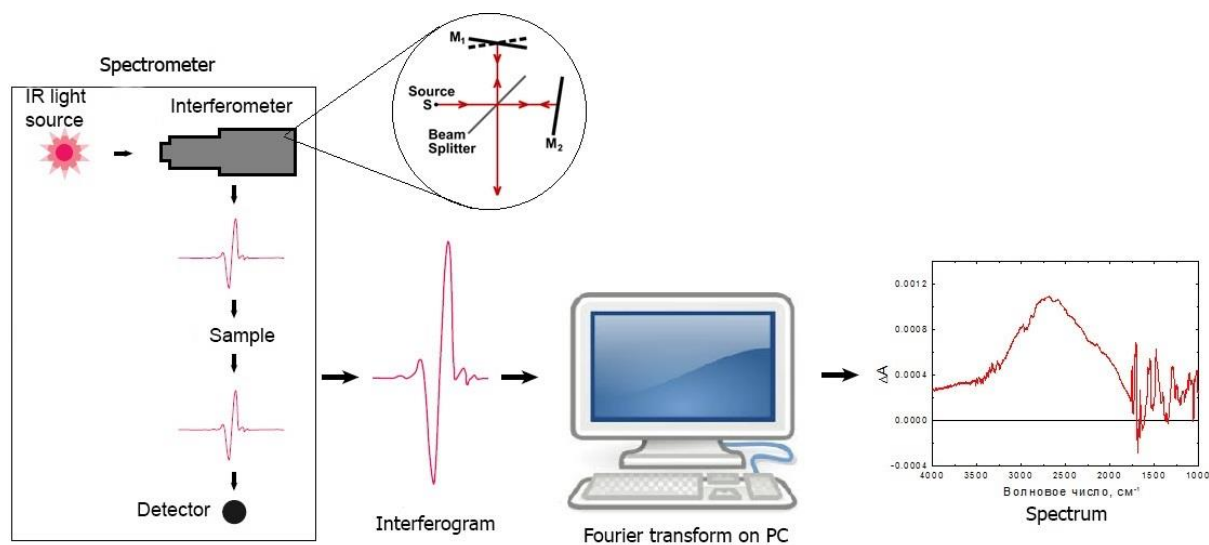 Spectrometer
IR light
source
Interferometer
M₁
Source
S
Beam
Splitter
M₂
Sample
Detector
Interferogram
Fourier transform on PC
0.0012
0.0008
0.0004
0.0000
-0.0004
ΔA
4000 3500 3000 2500 2000 1500 1000
Волновое число, см⁻¹
Spectrum